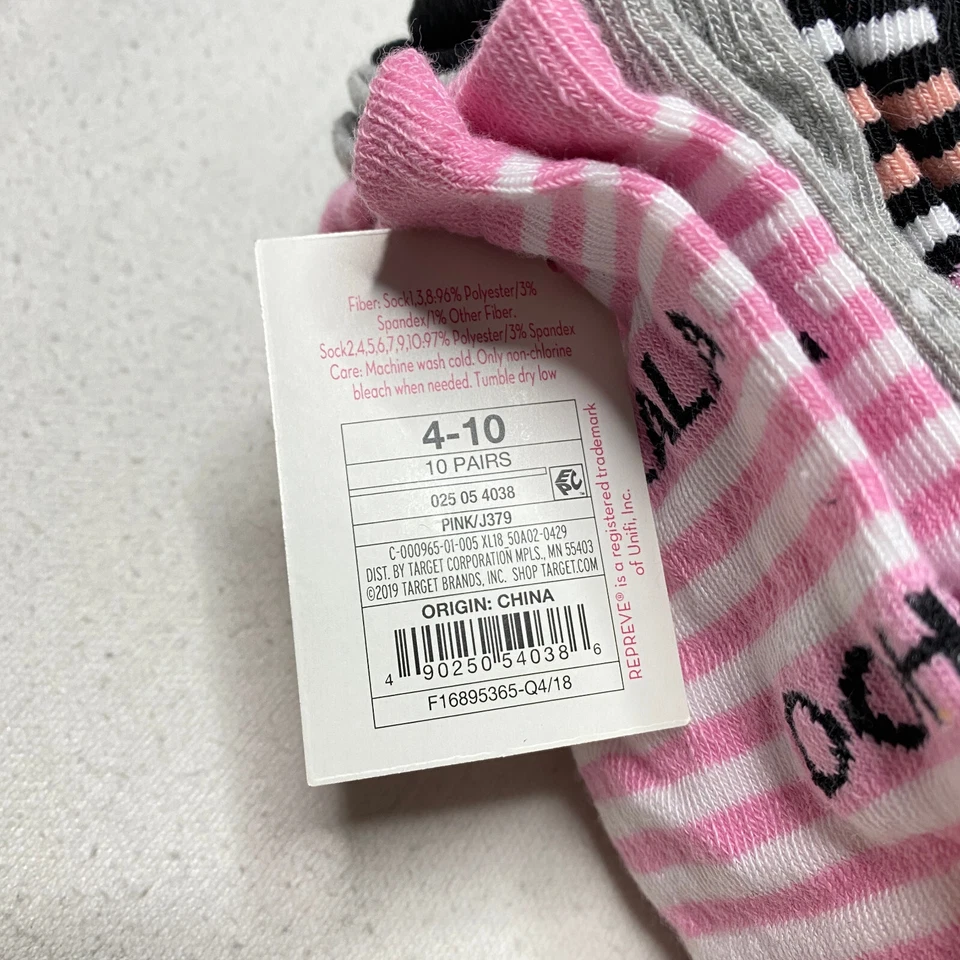 Fiber: Sock1,3,8:96% Polyester/3%
Spandex/1% Other Fiber.
Sock2,4,5,6,7,9,10:97% Polyester/3% Spandex
Care: Machine wash cold. Only non-chlorine
bleach when needed. Tumble dry low
4-10
10 PAIRS
EPC
025 05 4038
PINK/J379
C-000965-01-005 XL18_50A02-0429
DIST. BY TARGET CORPORATION MPLS., MN 55403
©2019 TARGET BRANDS, INC. SHOP TARGET.COM
ORIGIN: CHINA
4 90250 54038 6
F16895365-Q4/18
REPREVE® is a registered trademark
of Unifi, Inc.
OCH